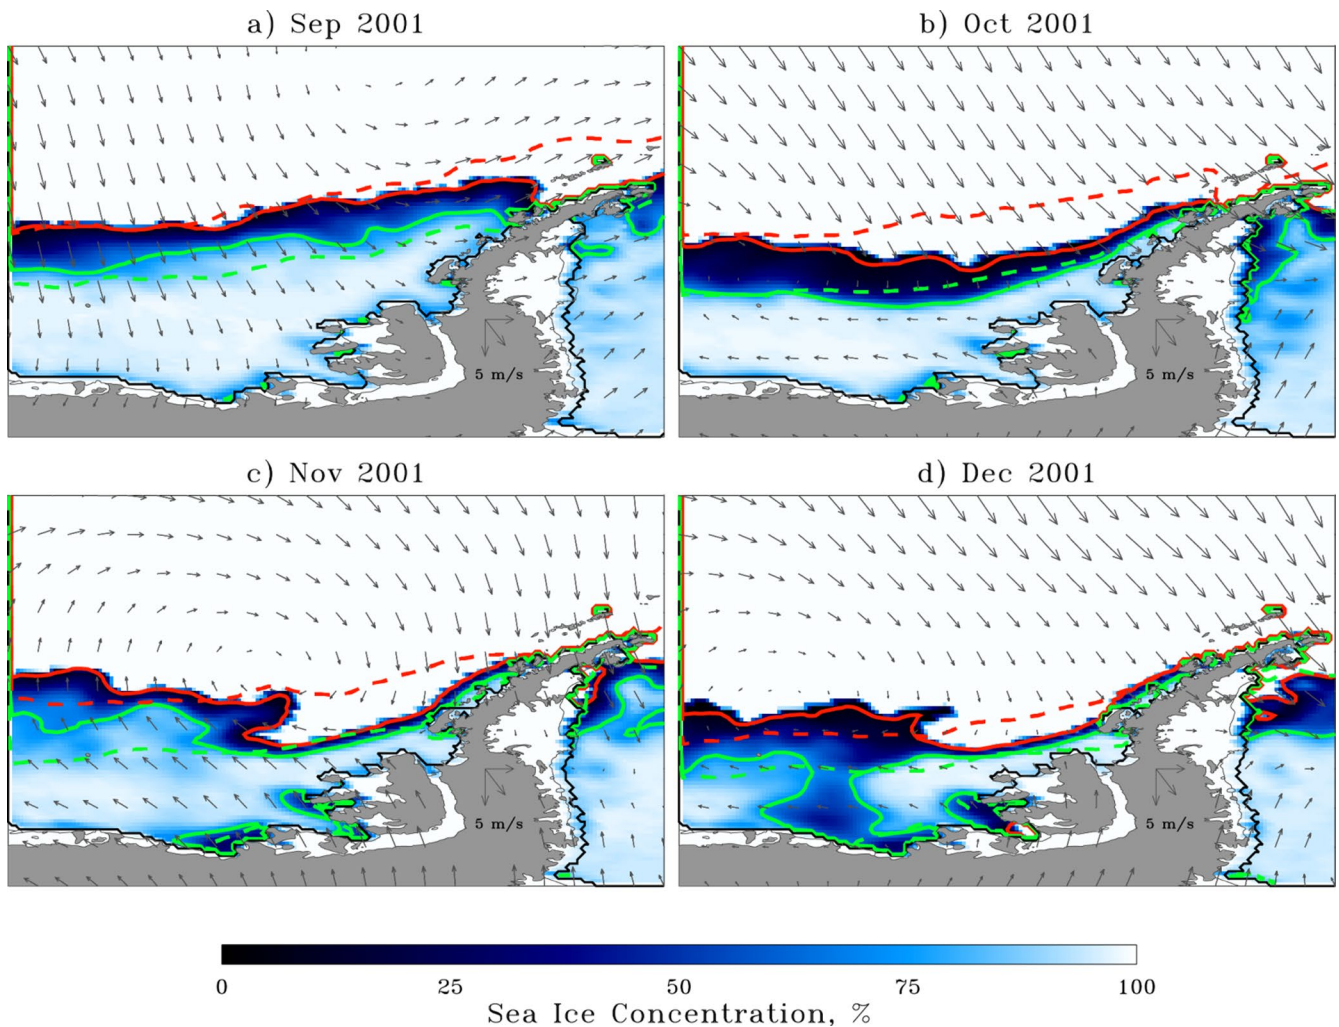 a) Sep 2001
b) Oct 2001
5 m/s
5 m/s
c) Nov 2001
d) Dec 2001
5 m/s
5 m/s
0 25 50 75 100
Sea Ice Concentration, %